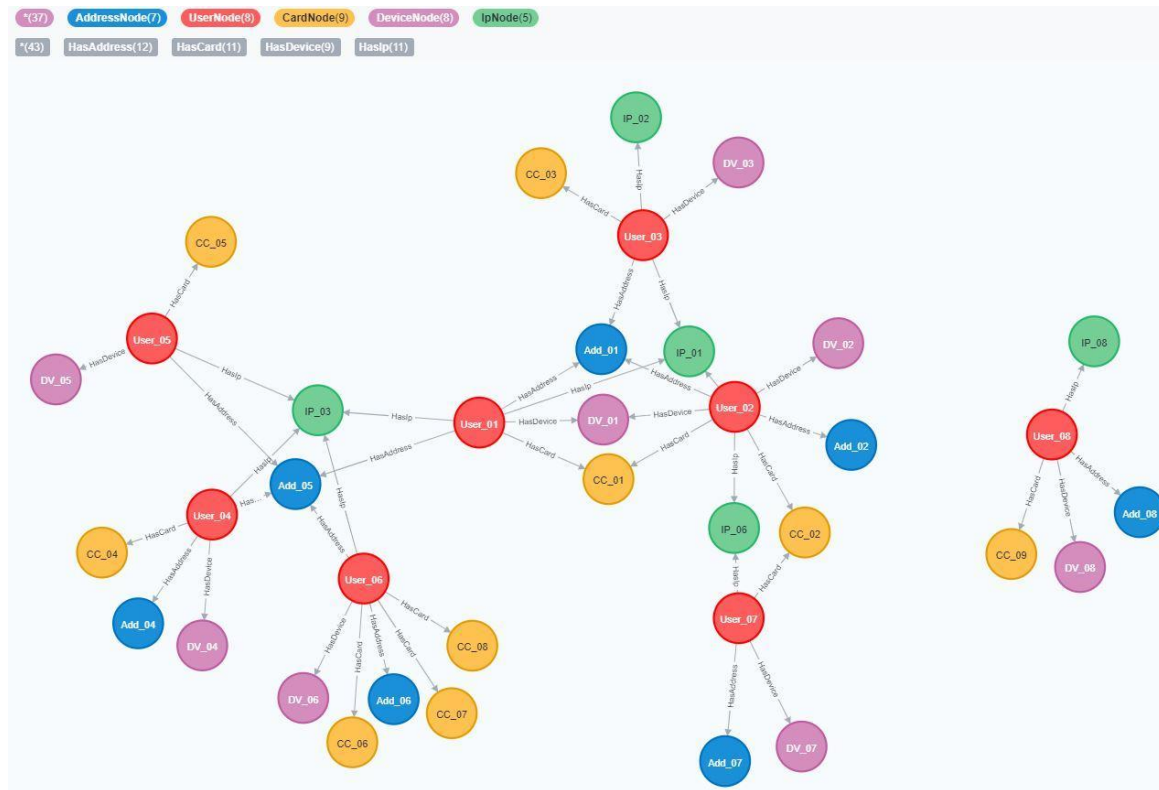 *(37) AddressNode(7) UserNode(8) CardNode(9) DeviceNode(8) IpNode(5)
*(43) HasAddress(12) HasCard(11) HasDevice(9) HasIp(11)
IP_02
CC_03
DV_03
HasIp
HasCard
HasDevice
User_03
CC_05
HasCard
HasAddress
HasIp
User_05
HasDevice
DV_05
HasIp
HasAddress
Add_01
IP_01
DV_02
IP_08
HasAddress
HasIp
HasAddress
HasDevice
HasIp
IP_03
HasIp
User_01
HasDevice
DV_01
HasDevice
User_02
HasAddress
Add_02
User_08
HasAddress
HasCard
HasCard
CC_01
HasIp
HasCard
HasCard
HasDevice
HasAddress
Add_08
HasIp
Has...
Add_05
HasIp
User_04
HasCard
CC_04
HasAddress
HasDevice
HasAddress
IP_06
CC_02
CC_09
DV_08
User_06
HasIp
HasCard
User_07
Add_04
DV_04
HasDevice
HasCard
HasAddress
HasCard
HasCard
CC_08
DV_06
Add_06
CC_07
CC_06
HasAddress
HasDevice
Add_07
DV_07